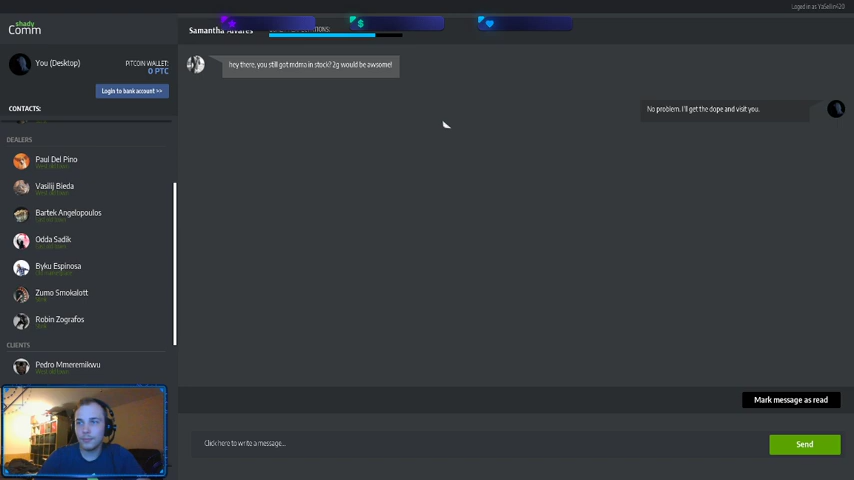 Logged in as YaSellin420
shady
Comm
Samantha Alvares
hey there, you still got mdma in stock? 2g would be awsome!
No problem. I'll get the dope and visit you.
You (Desktop)
PITCOIN WALLET:
0 PTC
Login to bank account >>
CONTACTS:
DEALERS
Paul Del Pino
Vasilij Bieda
Bartek Angelopoulos
Odda Sadik
Byku Espinosa
Zumo Smokalott
Robin Zografos
CLIENTS
Pedro Mmeremikwu
Mark message as read
Click here to write a message...
Send